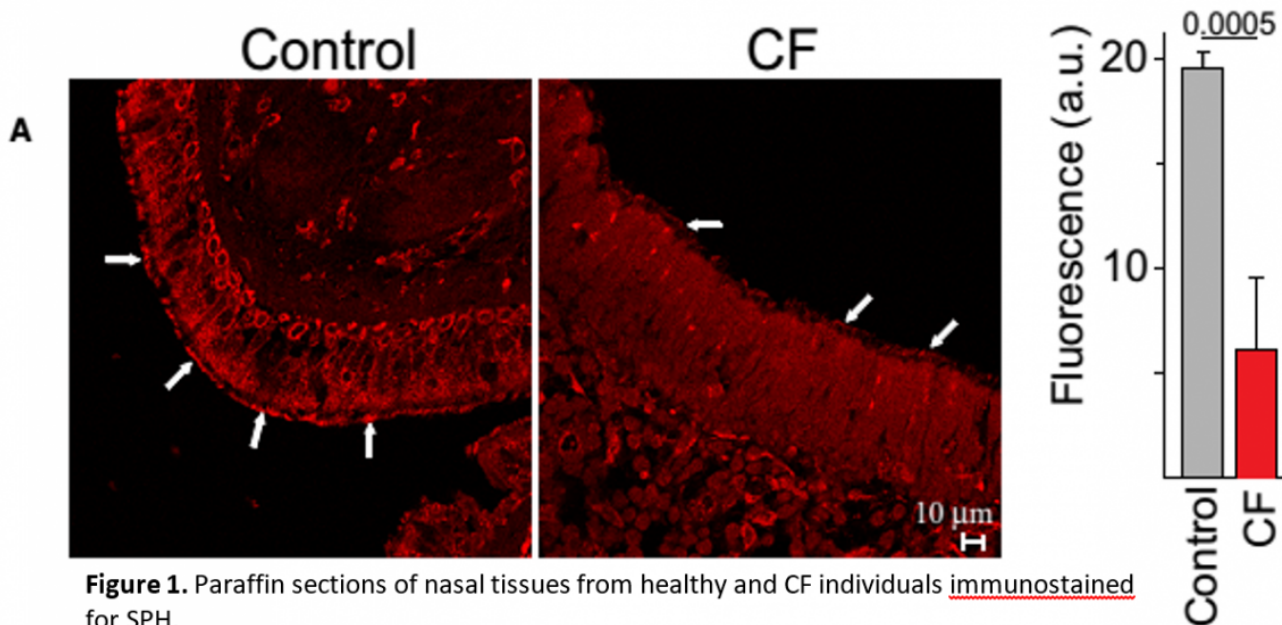 Control
CF
A
10 µm
0.0005
Fluorescence (a.u.)
20
10
Control
CF
Figure 1. Paraffin sections of nasal tissues from healthy and CF individuals immunostained
for SPH